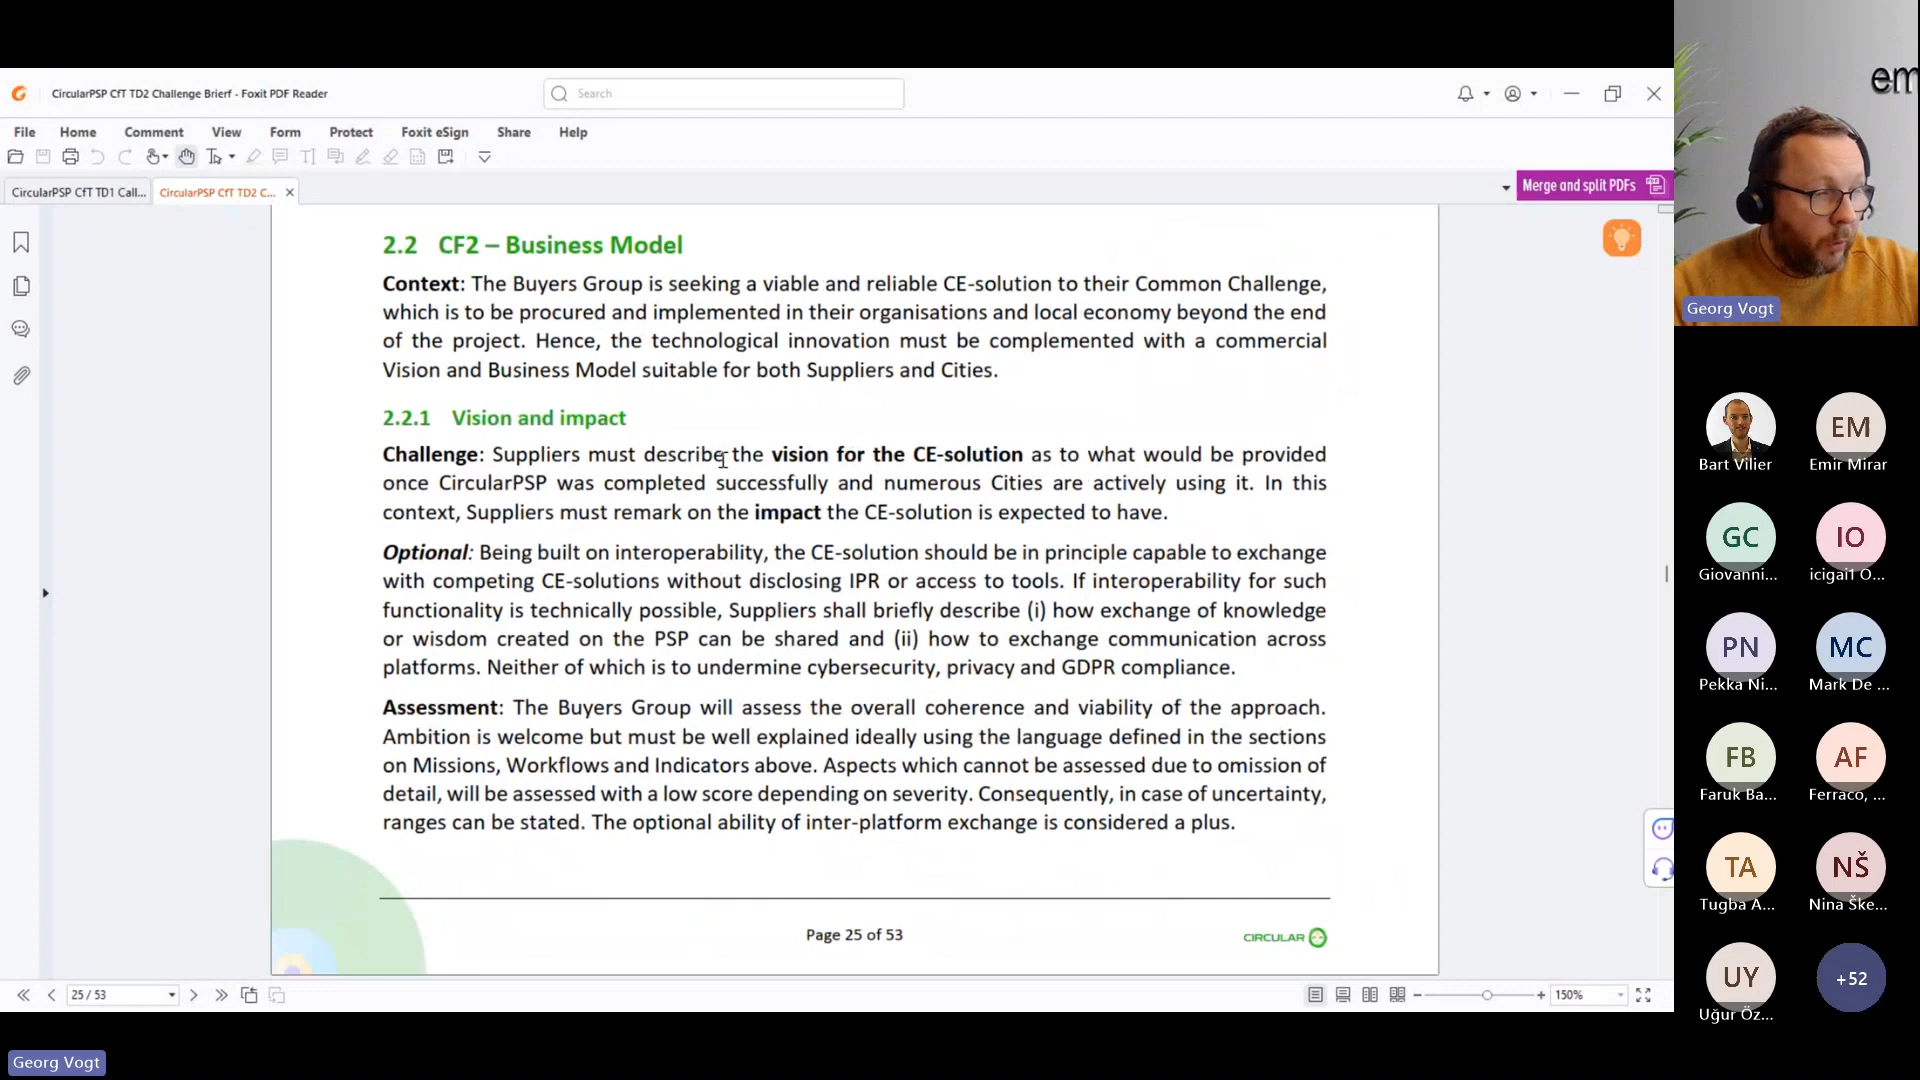 CircularPSP CfT TD2 Challenge Brierf - Foxit PDF Reader
Search
File Home Comment View Form Protect Foxit eSign Share Help
CircularPSP CfT TD1 Call...
CircularPSP CfT TD2 C...
Merge and split PDFs
2.2 CF2 – Business Model
Context: The Buyers Group is seeking a viable and reliable CE-solution to their Common Challenge,
which is to be procured and implemented in their organisations and local economy beyond the end
of the project. Hence, the technological innovation must be complemented with a commercial
Vision and Business Model suitable for both Suppliers and Cities.
2.2.1 Vision and impact
Challenge: Suppliers must describe the vision for the CE-solution as to what would be provided
once CircularPSP was completed successfully and numerous Cities are actively using it. In this
context, Suppliers must remark on the impact the CE-solution is expected to have.
Optional: Being built on interoperability, the CE-solution should be in principle capable to exchange
with competing CE-solutions without disclosing IPR or access to tools. If interoperability for such
functionality is technically possible, Suppliers shall briefly describe (i) how exchange of knowledge
or wisdom created on the PSP can be shared and (ii) how to exchange communication across
platforms. Neither of which is to undermine cybersecurity, privacy and GDPR compliance.
Assessment: The Buyers Group will assess the overall coherence and viability of the approach.
Ambition is welcome but must be well explained ideally using the language defined in the sections
on Missions, Workflows and Indicators above. Aspects which cannot be assessed due to omission of
detail, will be assessed with a low score depending on severity. Consequently, in case of uncertainty,
ranges can be stated. The optional ability of inter-platform exchange is considered a plus.
Page 25 of 53
CIRCULAR
25 / 53
150%
Georg Vogt
em
Georg Vogt
Bart Vilier
EM
Emir Mirar
GC
Giovanni...
IO
icigai1 O...
PN
Pekka Ni...
MC
Mark De ...
FB
Faruk Ba...
AF
Ferraco, ...
TA
Tugba A...
NŠ
Nina Ške...
UY
Uğur Öz...
+52